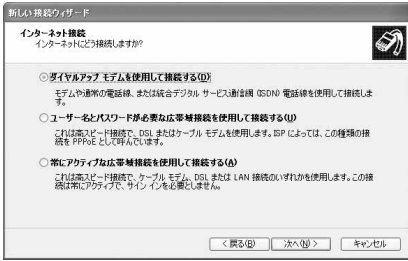 新しい接続ウィザード
インターネット接続
インターネットにどう接続しますか?
ダイヤルアップ モデムを使用して接続する(D)
モデムや通常の電話線、または統合デジタル サービス通信網 (ISDN) 電話線を使用して接続しま
す。
ユーザー名とパスワードが必要な広帯域接続を使用して接続する(U)
これは高スピード接続で、DSL またはケーブル モデムを使用します。ISP によっては、この種類の接
続を PPPoE として呼んでいます。
常にアクティブな広帯域接続を使用して接続する(A)
これは高スピード接続で、ケーブル モデム、DSL または LAN 接続のいずれかを使用します。この接
続は常にアクティブで、サイン インを必要としません。
< 戻る(B)
次へ(N) >
キャンセル